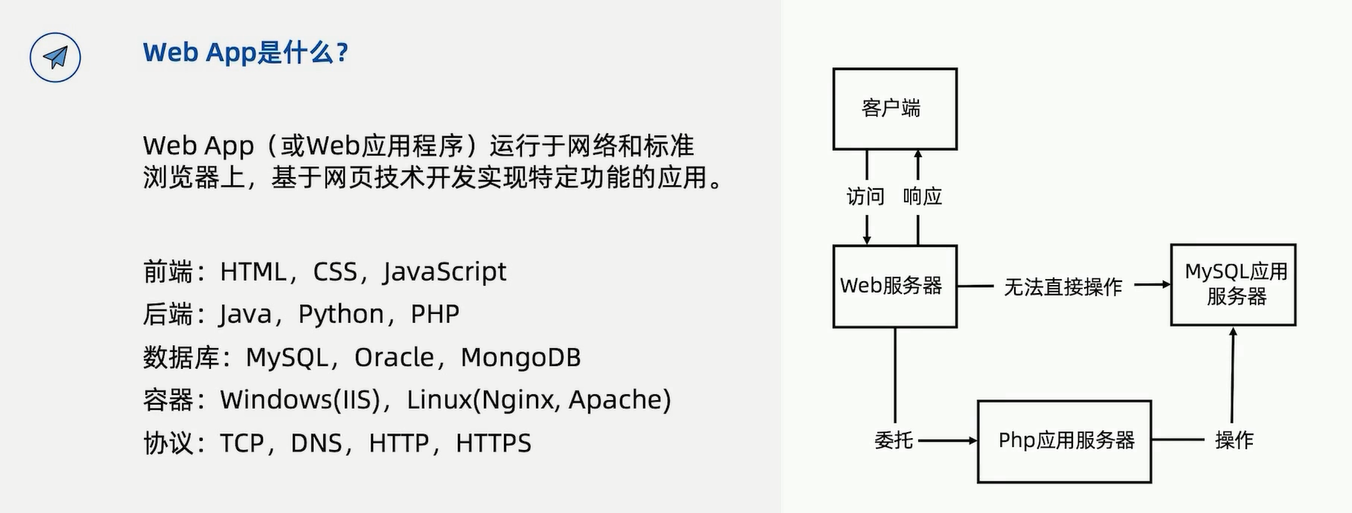 Web App是什么？
Web App（或Web应用程序）运行于网络和标准
浏览器上，基于网页技术开发实现特定功能的应用。
前端：HTML，CSS，JavaScript
后端：Java，Python，PHP
数据库：MySQL，Oracle，MongoDB
容器：Windows(IIS)，Linux(Nginx, Apache)
协议：TCP，DNS，HTTP，HTTPS
客户端
访问 响应
Web服务器
无法直接操作
MySQL应用
服务器
委托
Php应用服务器
操作